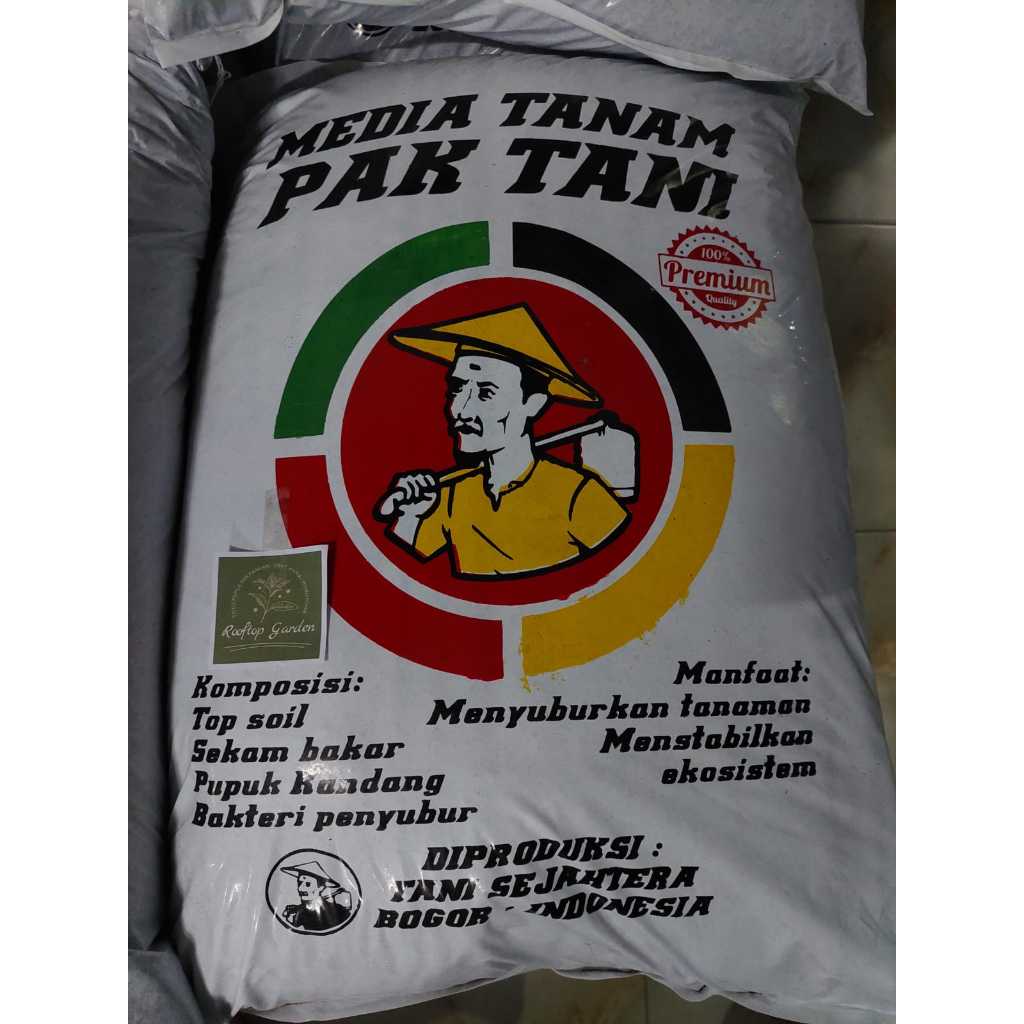 MEDIA TANAM
PAK TANI
100%
Premium
Quality
Rooftop Garden
Komposisi:
Top soil
Sekam bakar
Pupuk Kandang
Bakteri penyubur
Manfaat:
Menyuburkan tanaman
Menstabilkan
ekosistem
DIPRODUKSI :
TANI SEJAHTERA
BOGOR - INDONESIA